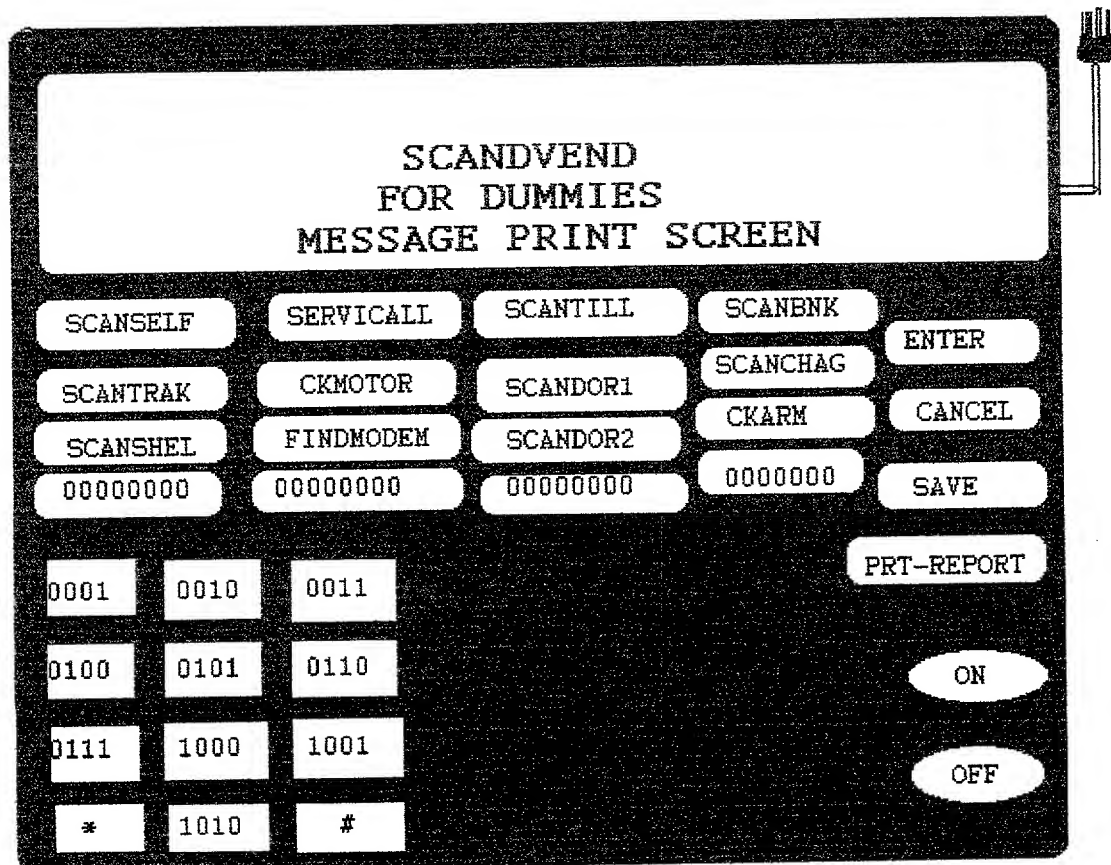 SCANDVEND
FOR DUMMIES
MESSAGE PRINT SCREEN
SCANSELF SERVICALL SCANTILL SCANBNK ENTER
SCANTRAK CKMOTOR SCANDOR1 SCANCHAG CANCEL
SCANSHEL FINDMODEM SCANDOR2 CKARM
00000000 00000000 00000000 0000000 SAVE
PRT-REPORT
0001 0010 0011
0100 0101 0110 ON
0111 1000 1001 OFF
* 1010 #